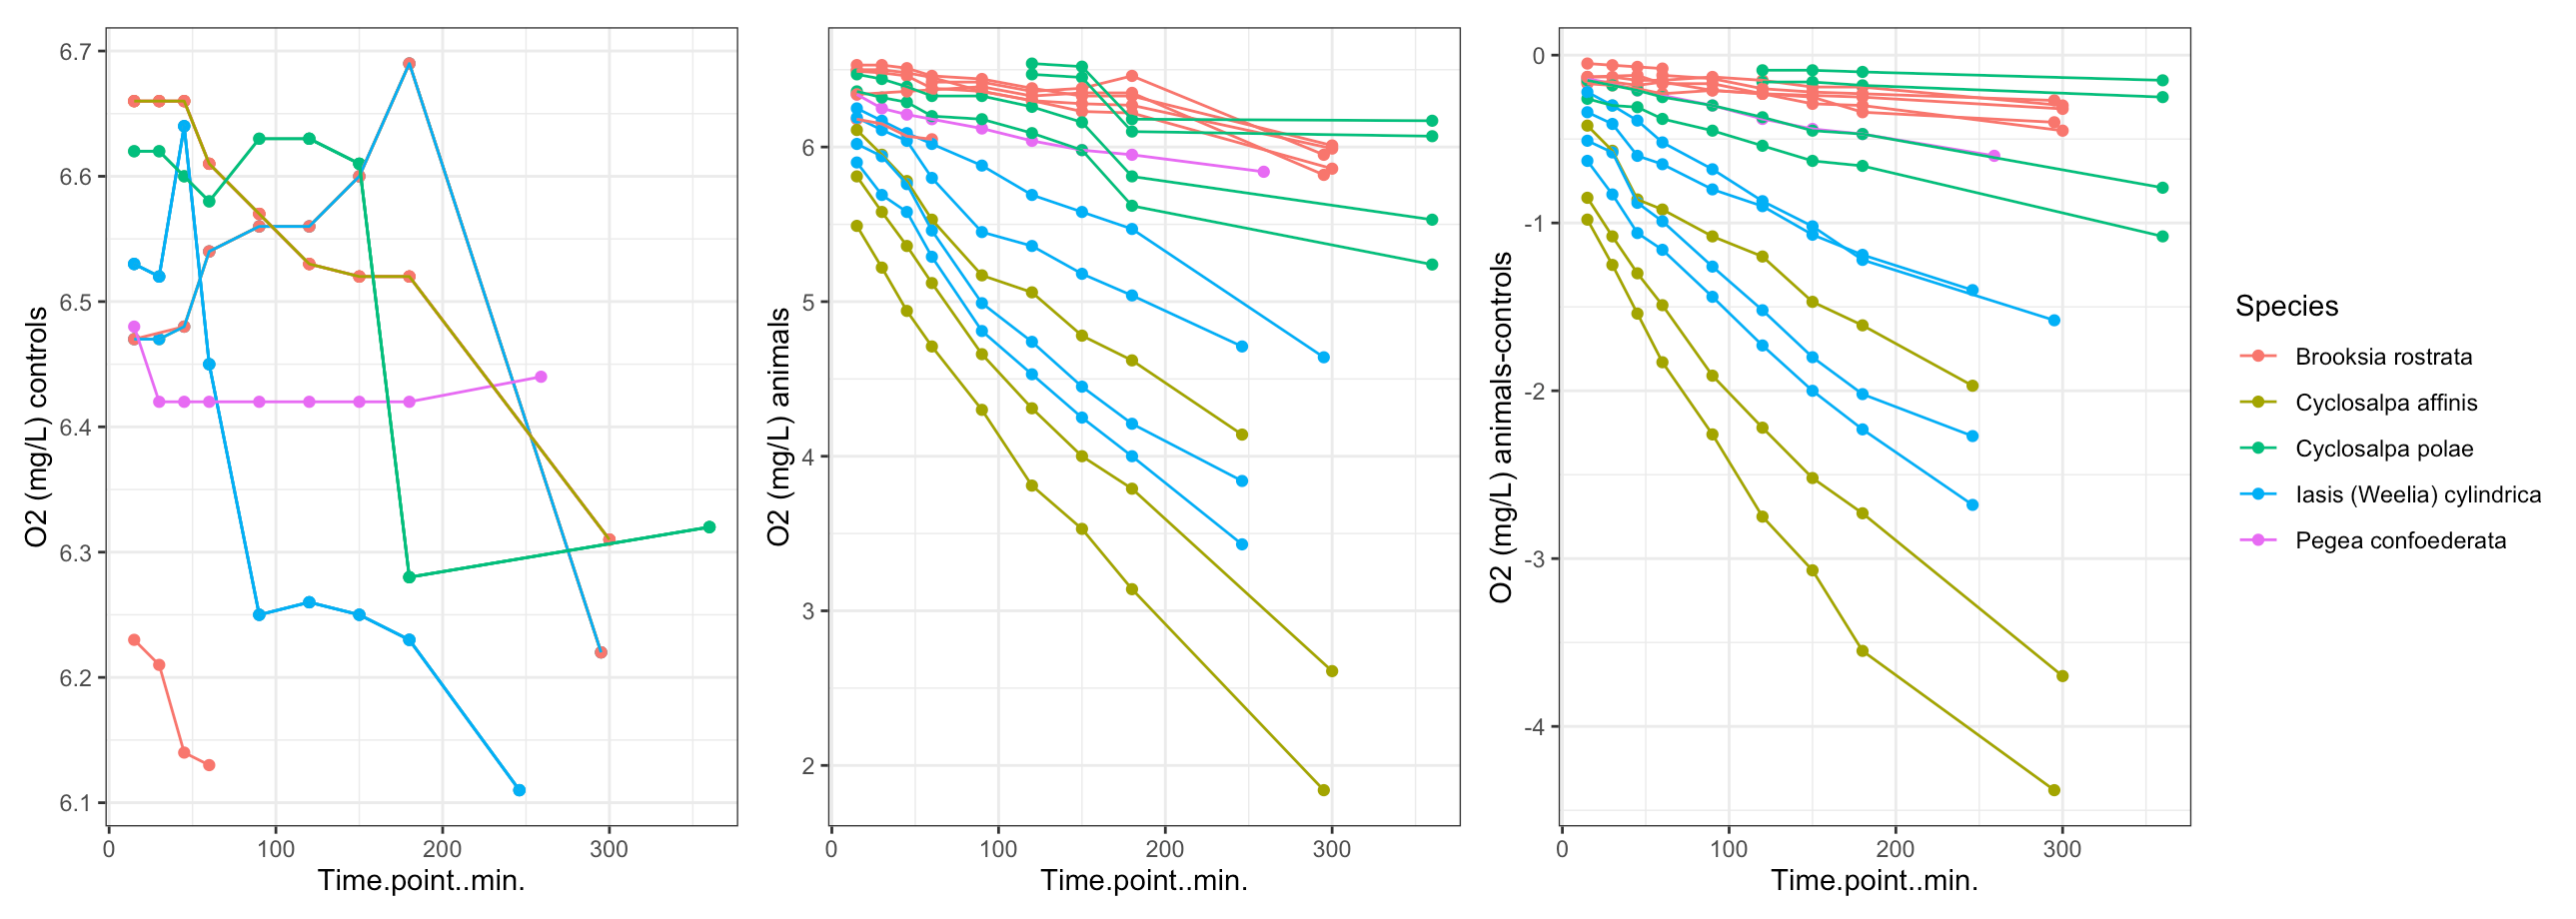 O2 (mg/L) controls
6.7
6.6
6.5
6.4
6.3
6.2
6.1
0 100 200 300
Time.point..min.
O2 (mg/L) animals
6
5
4
3
2
0 100 200 300
Time.point..min.
O2 (mg/L) animals-controls
0
-1
-2
-3
-4
0 100 200 300
Time.point..min.
Species
Brooksia rostrata
Cyclosalpa affinis
Cyclosalpa polae
Iasis (Weelia) cylindrica
Pegea confoederata